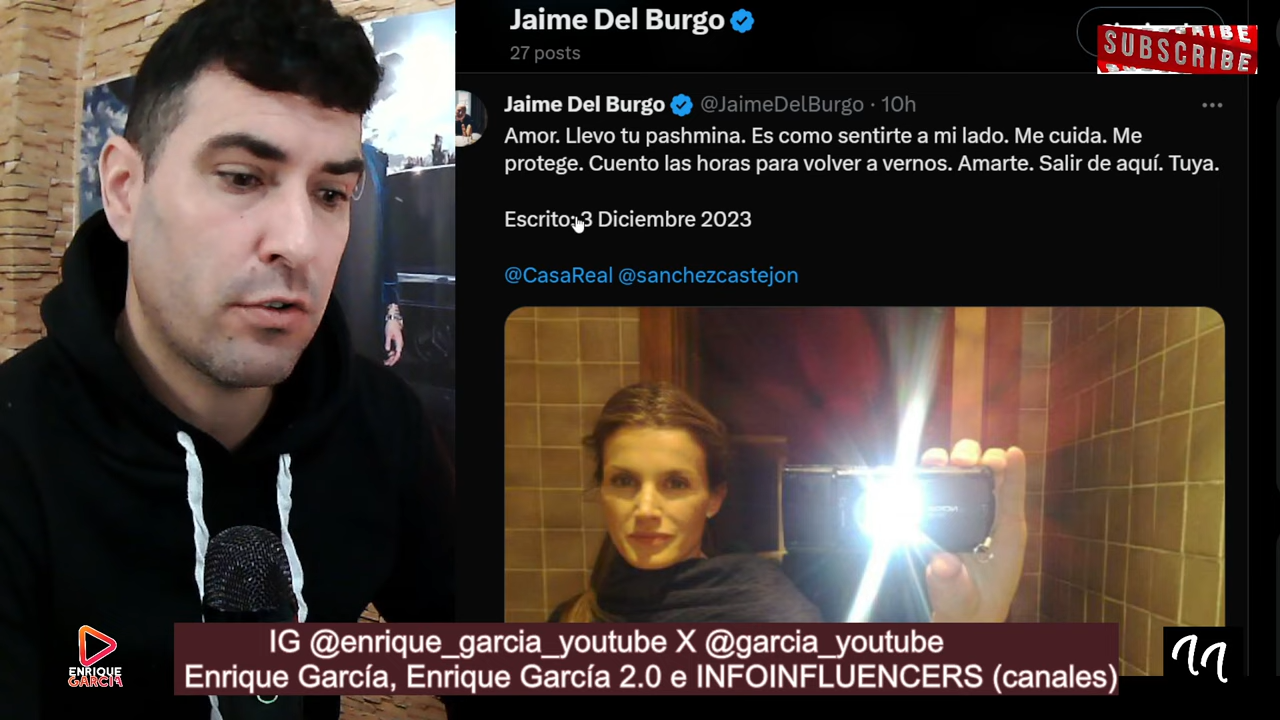 Jaime Del Burgo
27 posts
SUBSCRIBE
Jaime Del Burgo @JaimeDelBurgo · 10h
Amor. Llevo tu pashmina. Es como sentirte a mi lado. Me cuida. Me
protege. Cuento las horas para volver a vernos. Amarte. Salir de aquí. Tuya.
Escrito: 3 Diciembre 2023
@CasaReal @sanchezcastejon
IG @enrique_garcia_youtube X @garcia_youtube
Enrique García, Enrique García 2.0 e INFOINFLUENCERS (canales)
ENRIQUE
GARCÍA